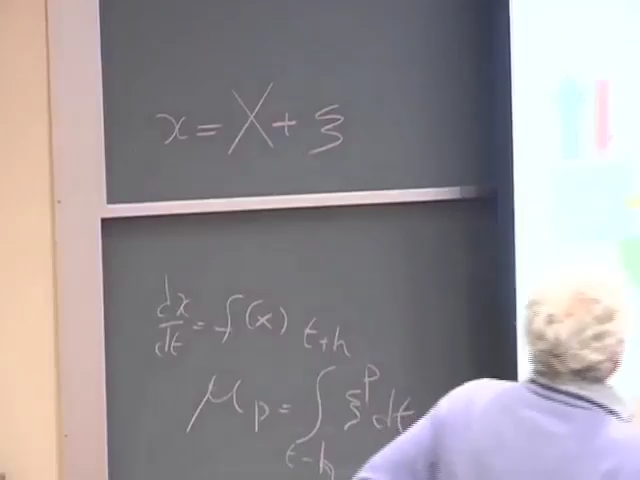 x = X + ξ
dx/dt = f(x)
μ_p = ∫_{t-h}^{t+h} ξ^p dt